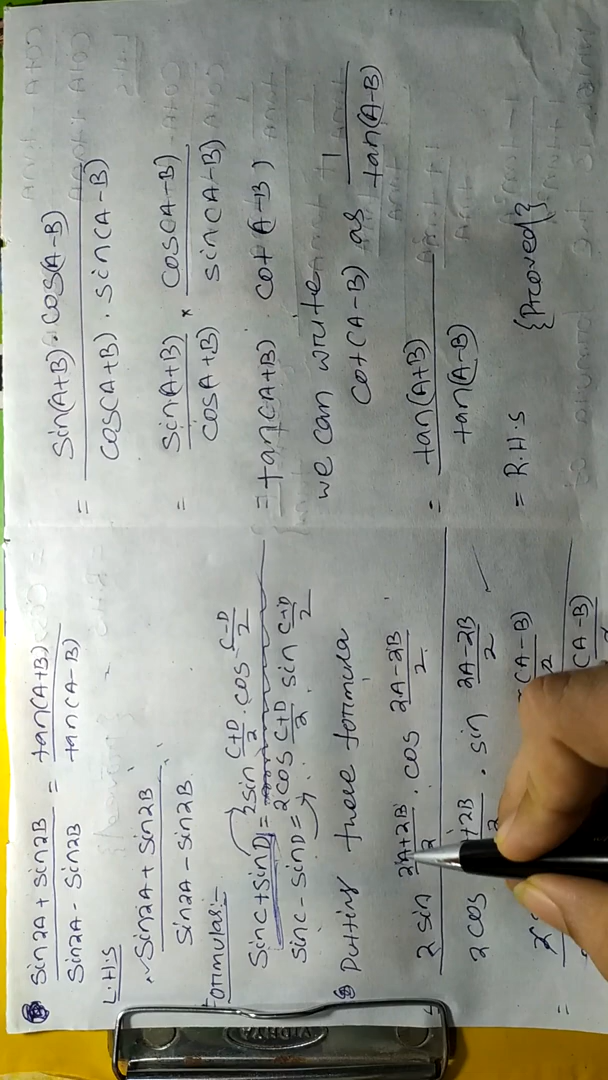 sin2A + sin2B / sin2A - sin2B = tan(A+B) / tan(A-B)
L.H.S
sin2A + sin2B / sin2A - sin2B
formulas:-
sinc + sinD = 2sin C+D/2 . cos C-D/2
sinc - sinD = 2cos C+D/2 . sin C-D/2
Putting these formula
2 sin 2A+2B/2 . cos 2A-2B/2
2 cos +2B/2 . sin 2A-2B/2
= 2 (A-B)
(A-B)
= sin(A+B) . cos(A-B) / cos(A+B) . sin(A-B)
= sin(A+B) / cosA+B) × cos(A-B) / sin(A-B)
= tan(A+B) cot(A-B)
we can write
cot(A-B) as 1 / tan(A-B)
= tan(A+B) / tan(A-B)
= R.H.S {Proved}